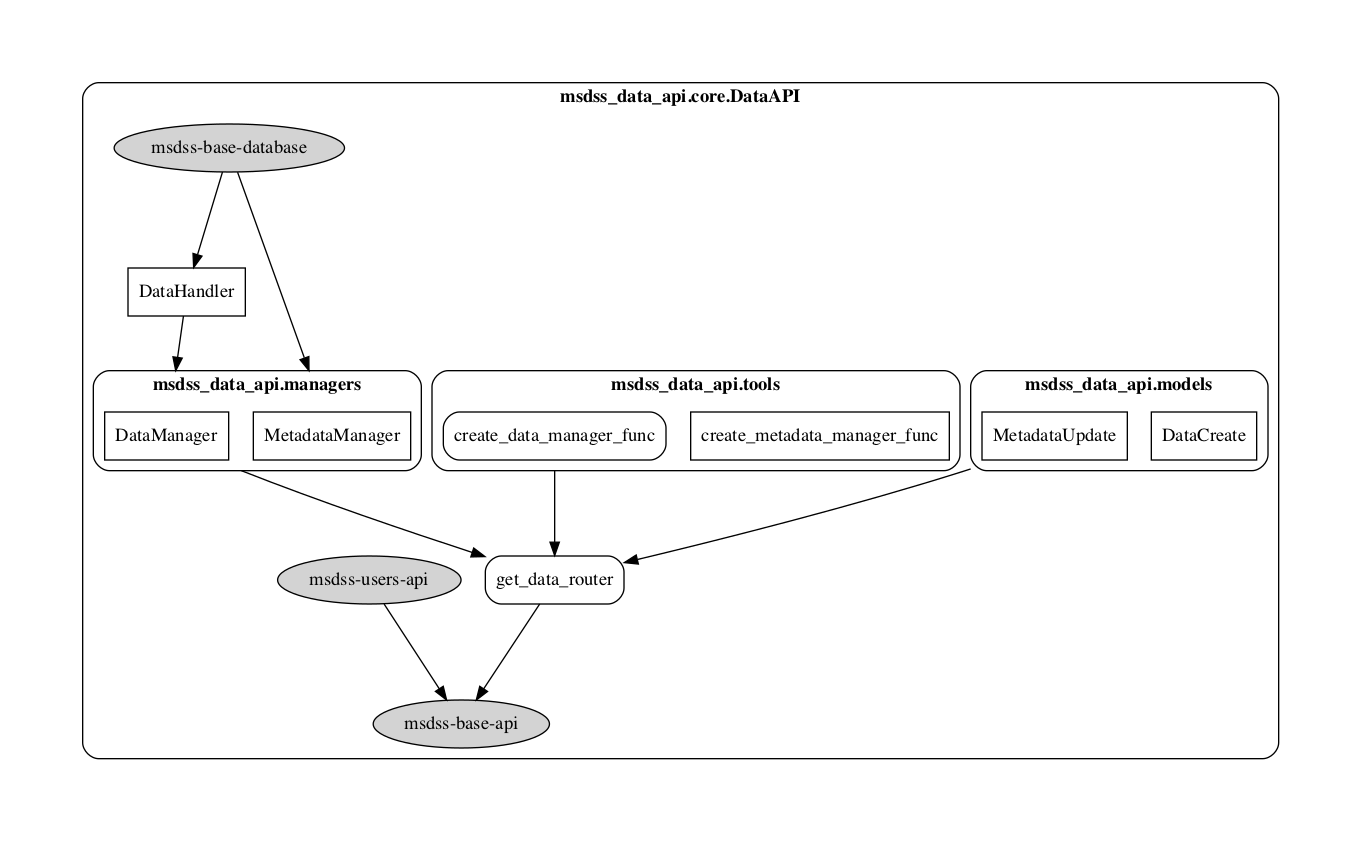 msdss_data_api.core.DataAPI
msdss-base-database
DataHandler
msdss_data_api.managers
DataManager
MetadataManager
msdss_data_api.tools
create_data_manager_func
create_metadata_manager_func
msdss_data_api.models
MetadataUpdate
DataCreate
msdss-users-api
get_data_router
msdss-base-api